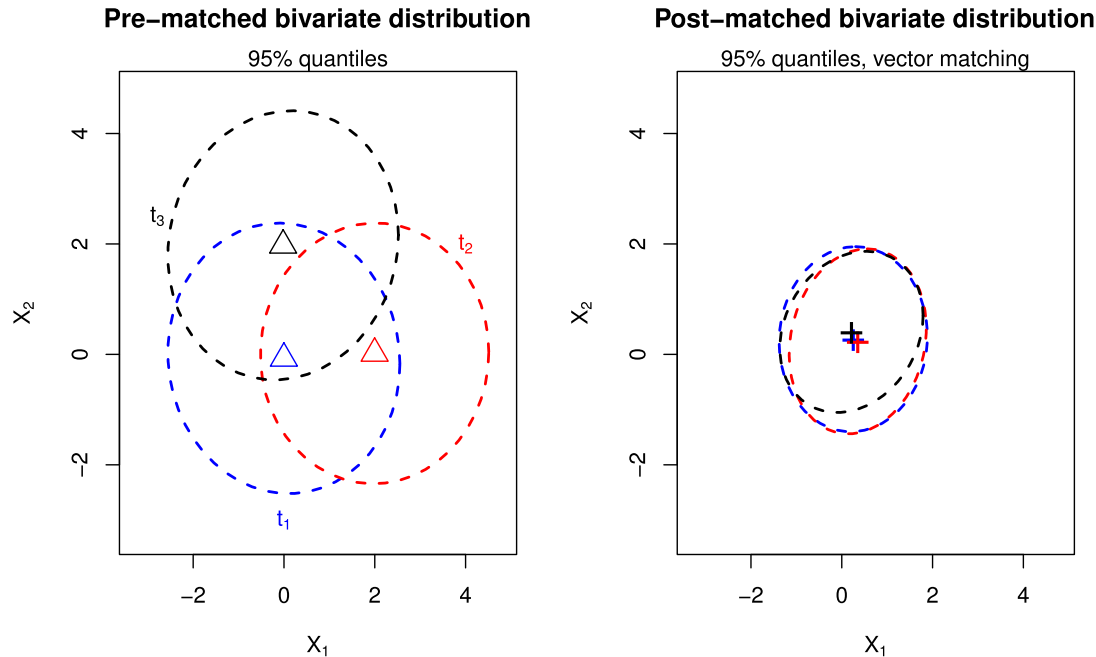 Pre−matched bivariate distribution
95% quantiles
4
2
0
−2
X₂
t₃
t₂
t₁
−2 0 2 4
X₁
Post−matched bivariate distribution
95% quantiles, vector matching
4
2
0
−2
X₂
−2 0 2 4
X₁